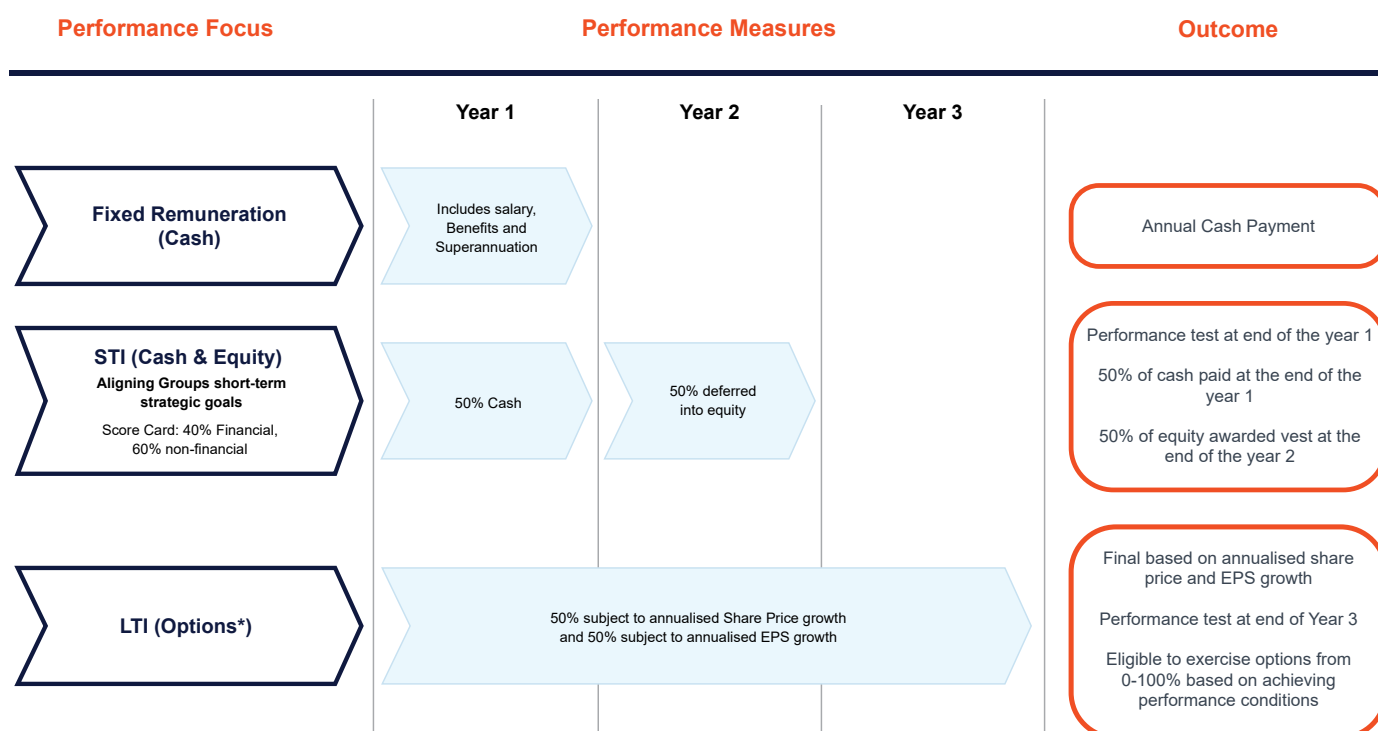 Performance Focus
Performance Measures
Outcome
Year 1
Year 2
Year 3
Fixed Remuneration
(Cash)
Includes salary,
Benefits and
Superannuation
Annual Cash Payment
STI (Cash & Equity)
Aligning Groups short-term
strategic goals
Score Card: 40% Financial,
60% non-financial
50% Cash
50% deferred
into equity
Performance test at end of the year 1
50% of cash paid at the end of the
year 1
50% of equity awarded vest at the
end of the year 2
LTI (Options*)
50% subject to annualised Share Price growth
and 50% subject to annualised EPS growth
Final based on annualised share
price and EPS growth
Performance test at end of Year 3
Eligible to exercise options from
0-100% based on achieving
performance conditions